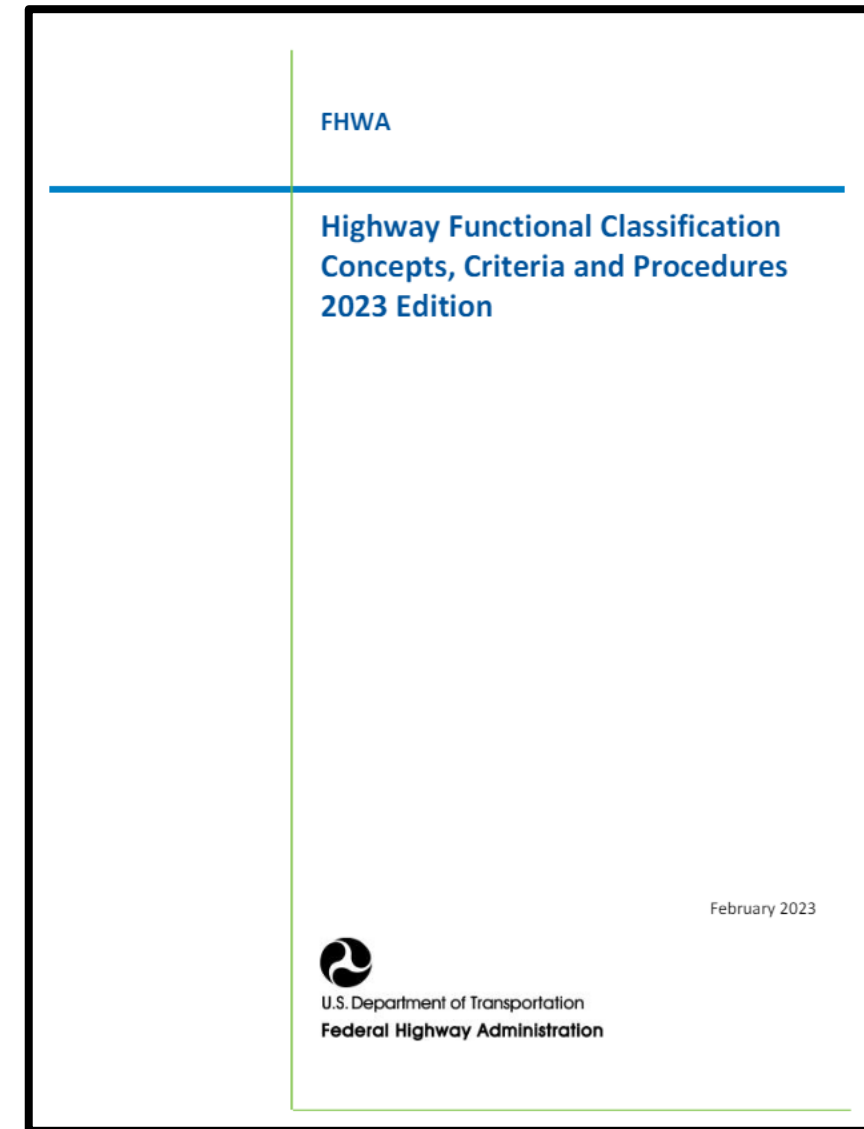 FHWA
Highway Functional Classification
Concepts, Criteria and Procedures
2023 Edition
February 2023
U.S. Department of Transportation
Federal Highway Administration